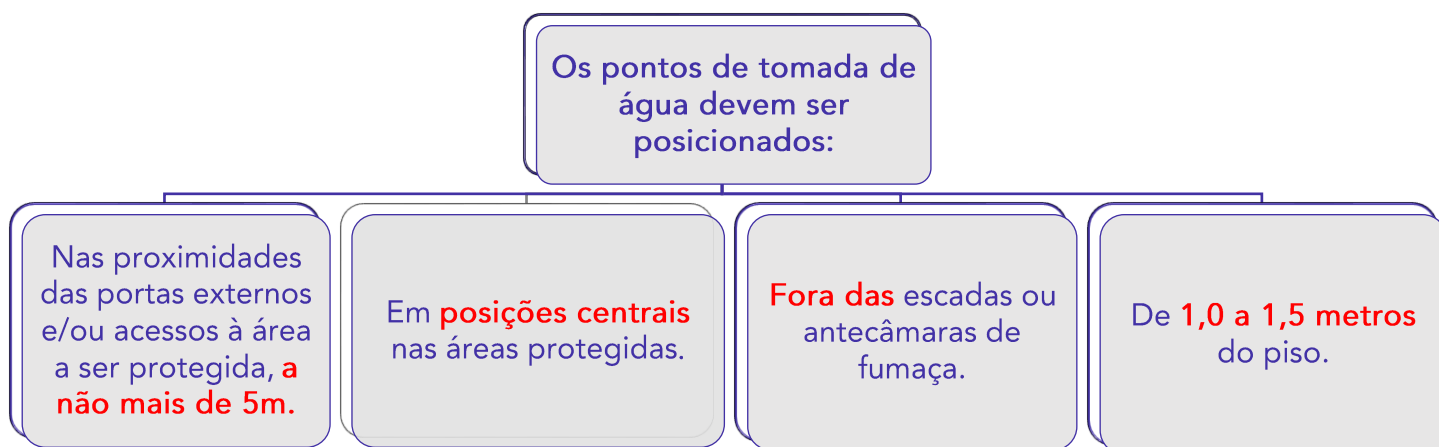 Os pontos de tomada de
água devem ser
posicionados:
Nas proximidades
das portas externos
e/ou acessos à área
a ser protegida, a
não mais de 5m.
Em posições centrais
nas áreas protegidas.
Fora das escadas ou
antecâmaras de
fumaça.
De 1,0 a 1,5 metros
do piso.